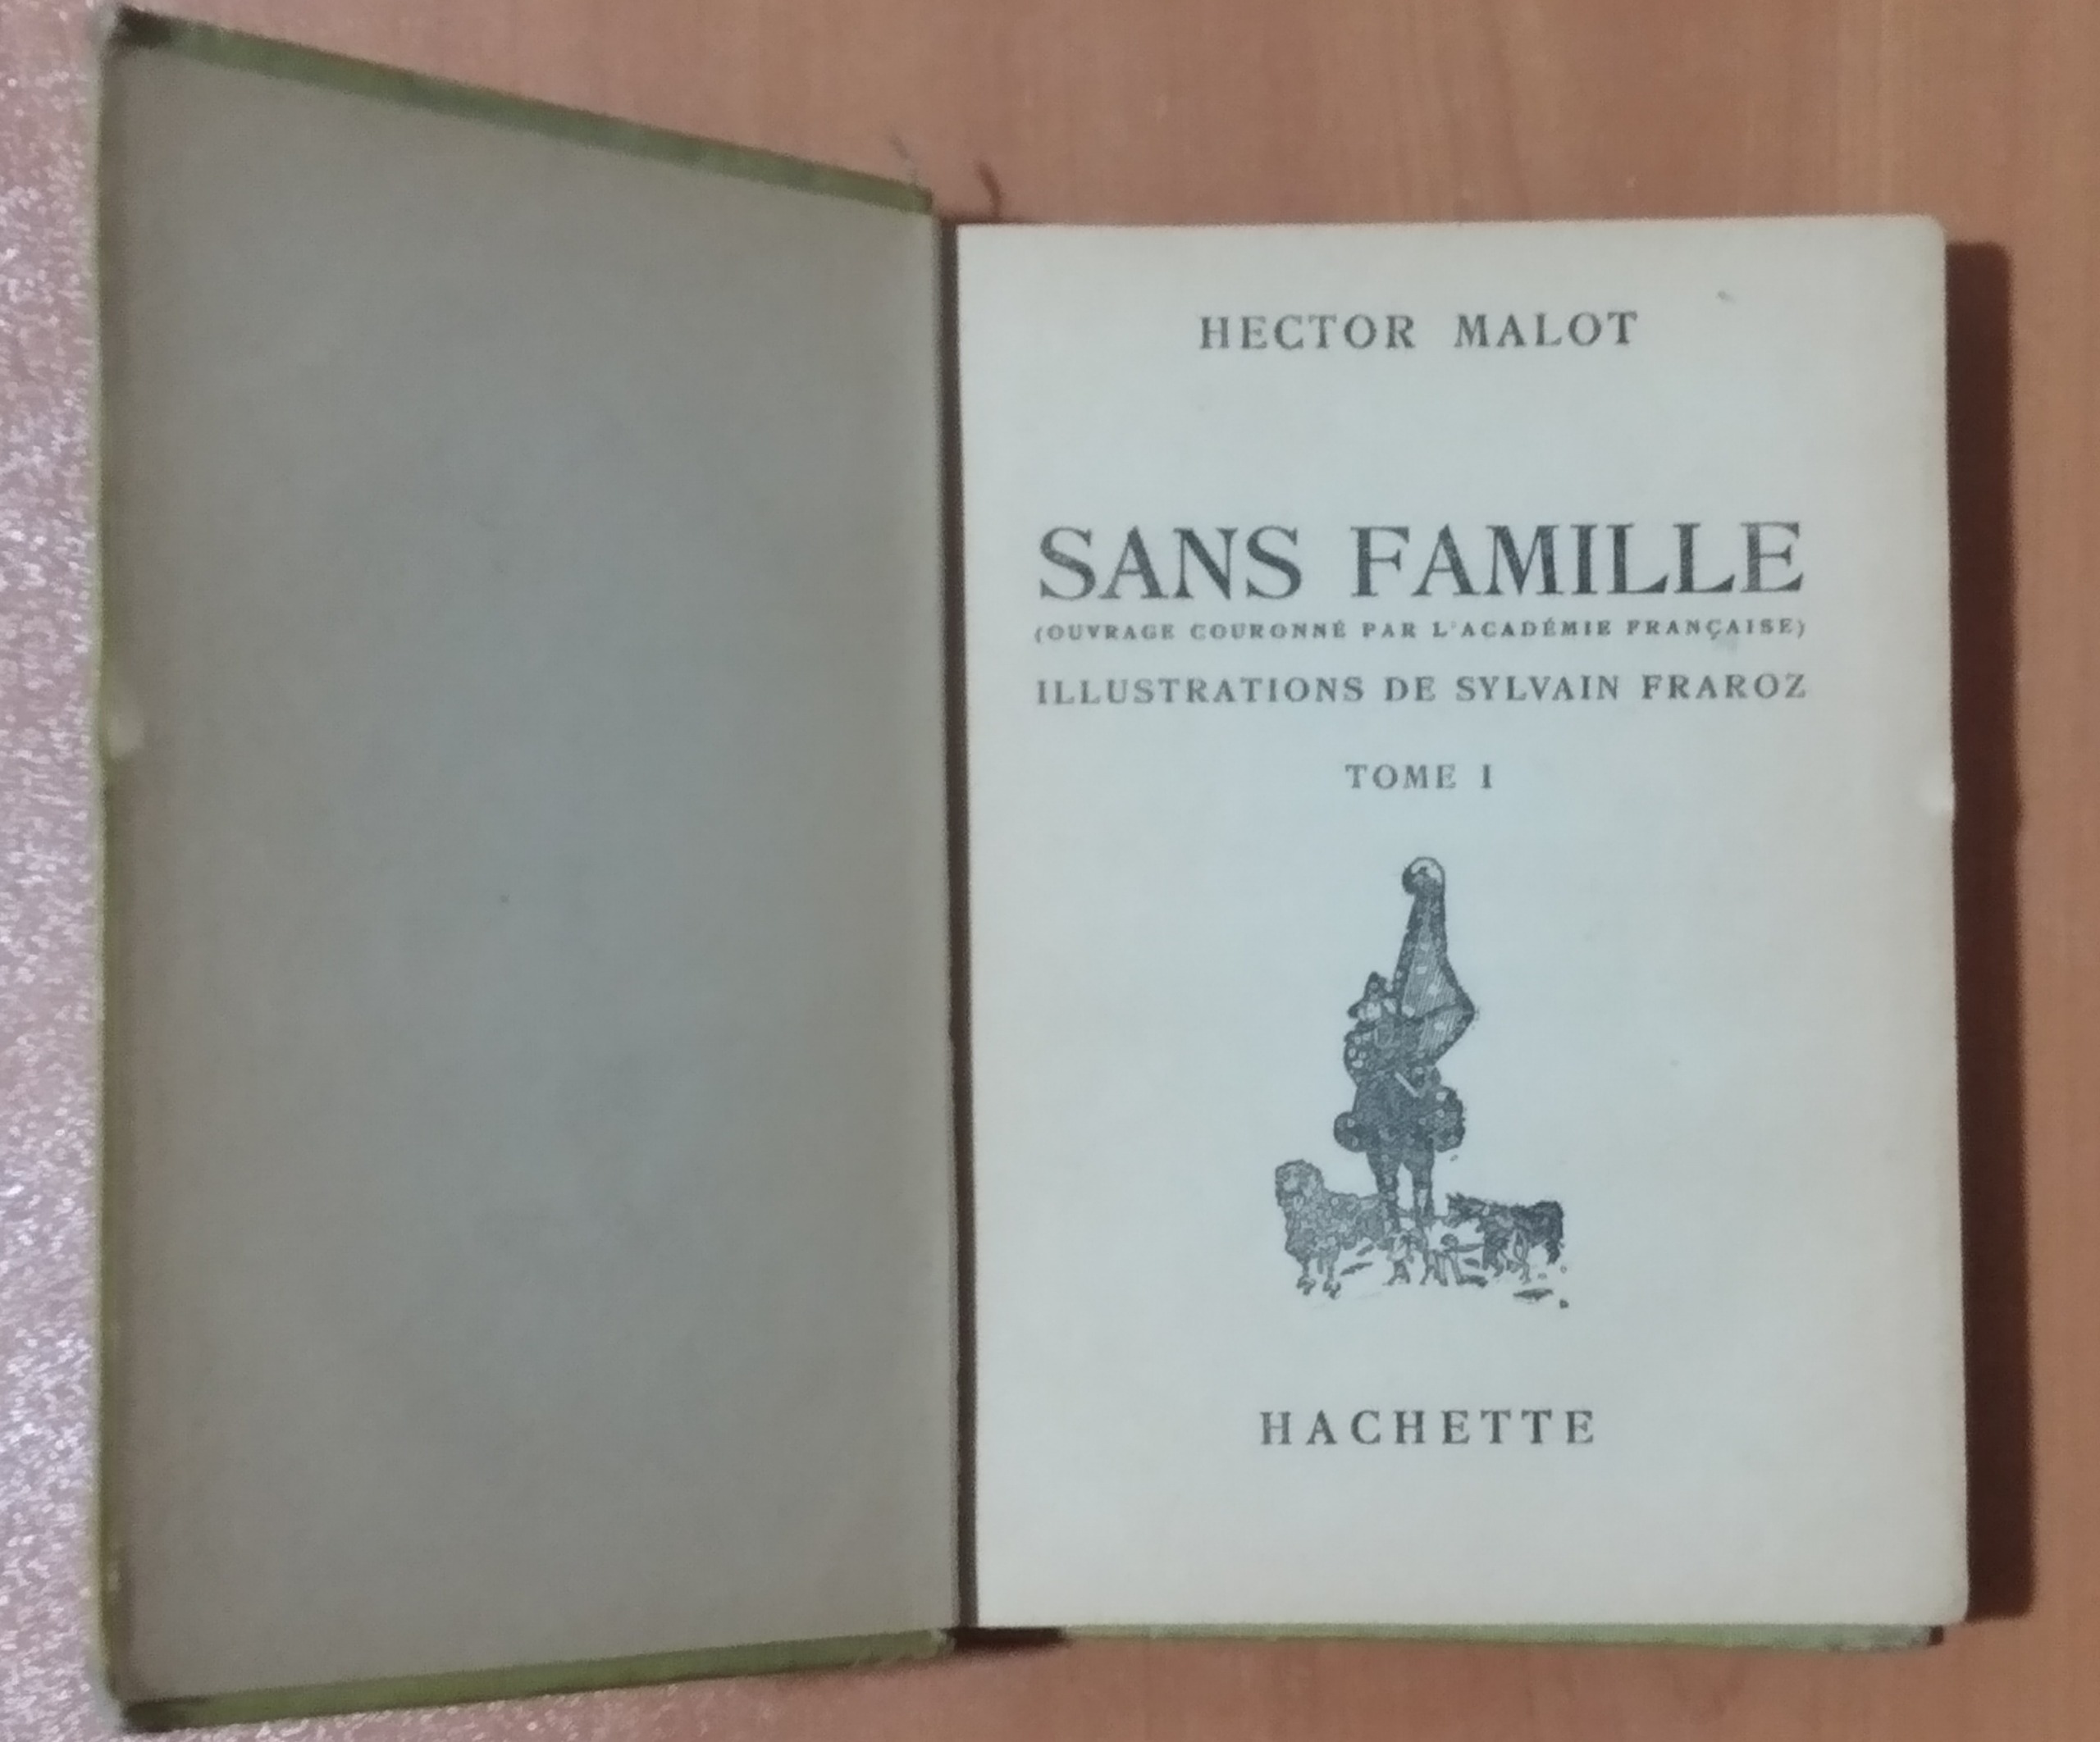 HECTOR MALOT
SANS FAMILLE
(OUVRAGE COURONNÉ PAR L'ACADÉMIE FRANÇAISE)
ILLUSTRATIONS DE SYLVAIN FRAROZ
TOME I
HACHETTE